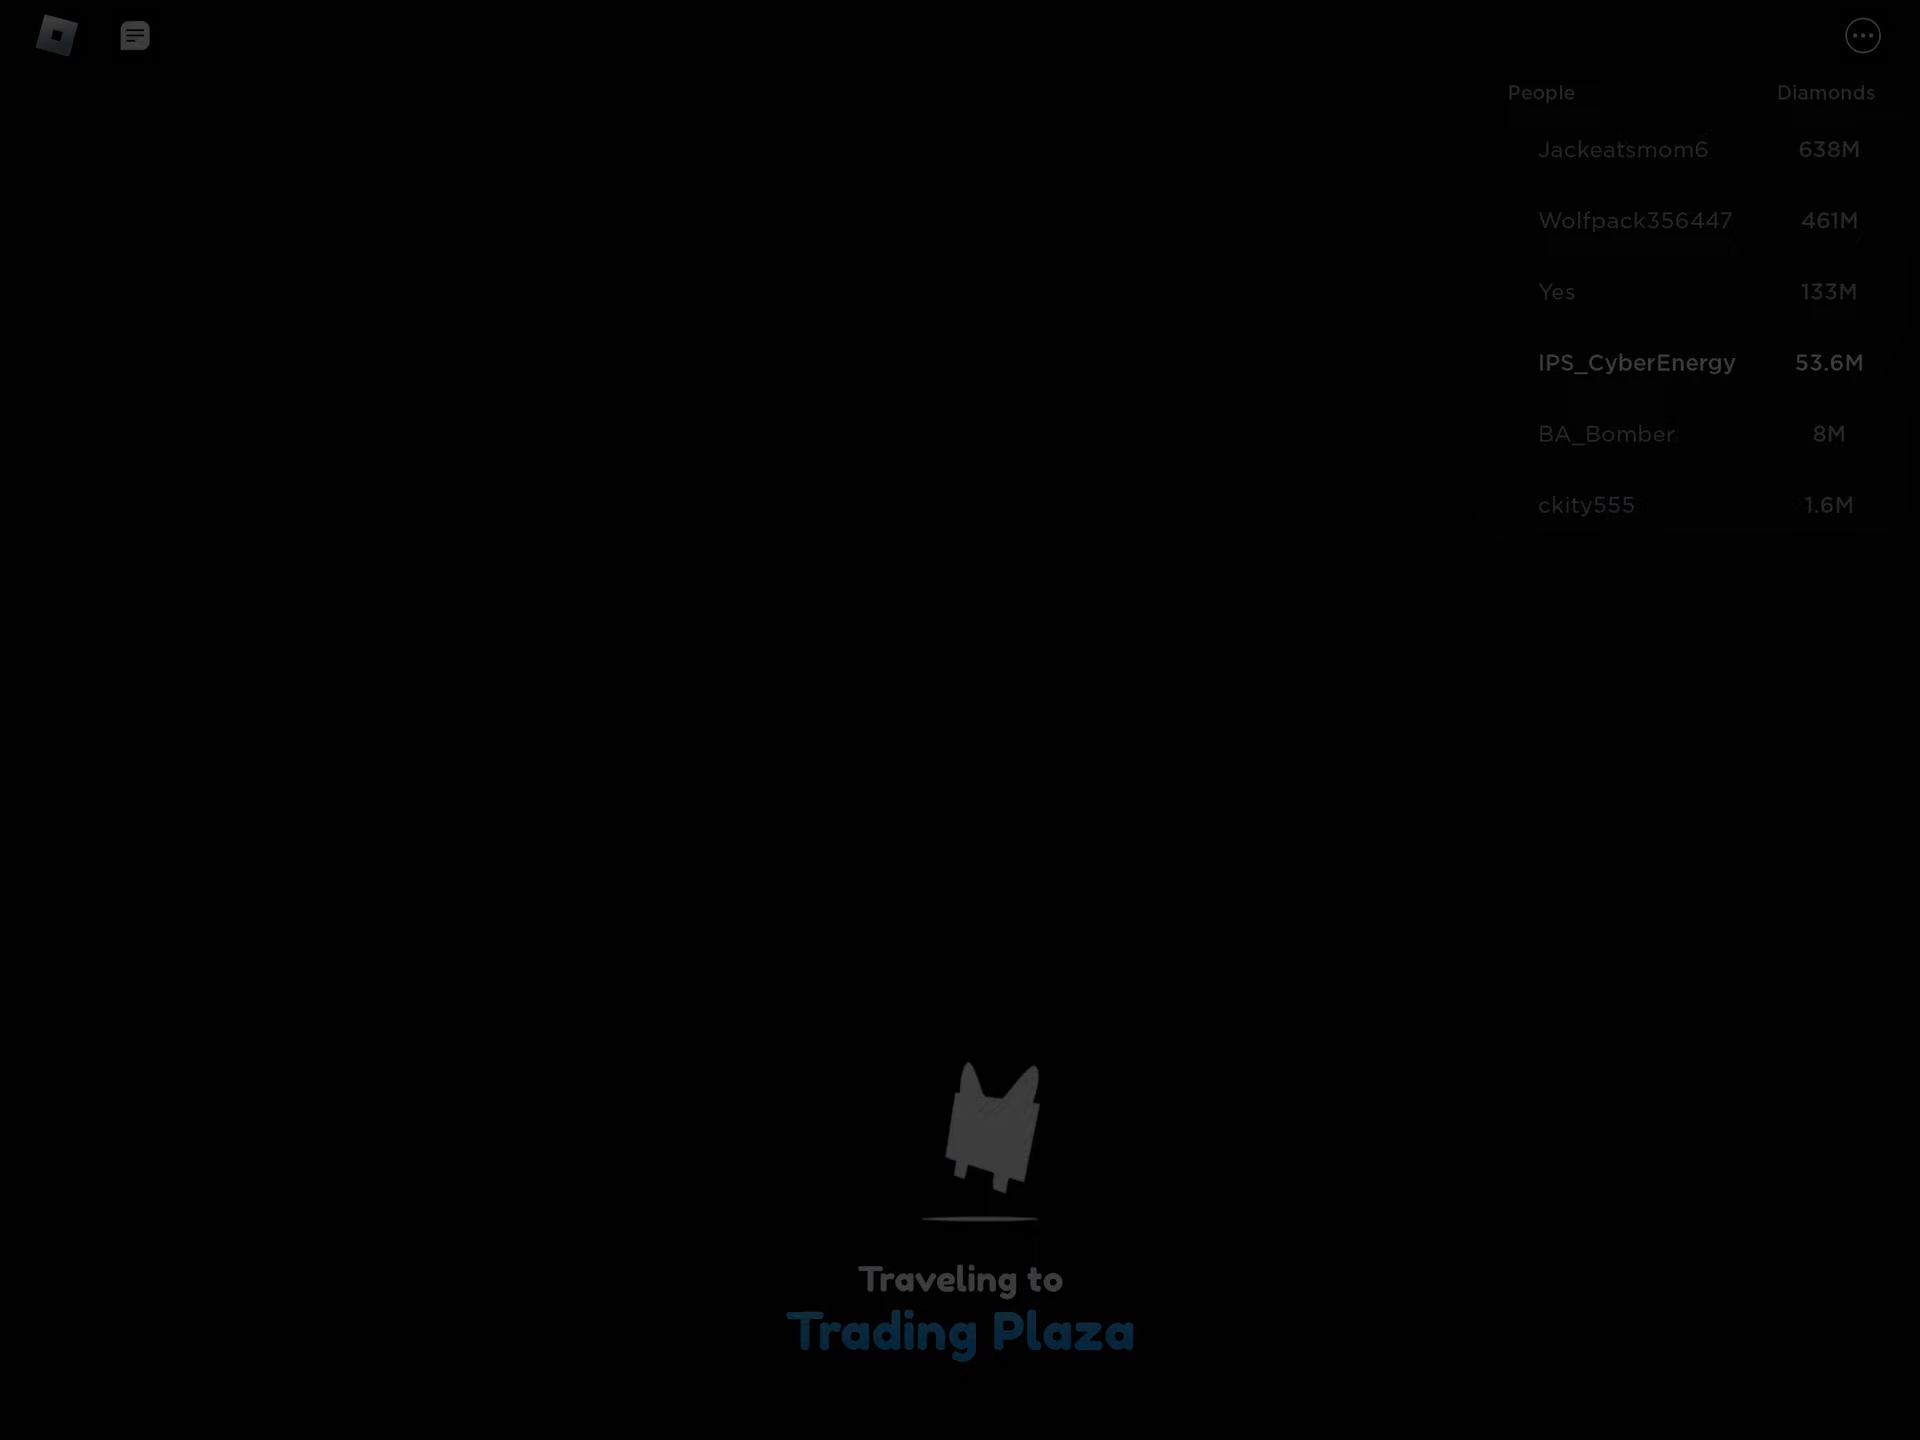 People Diamonds
Jackeatsmom6 638M
Wolfpack356447 461M
Yes 133M
IPS_CyberEnergy 53.6M
BA_Bomber 8M
ckity555 1.6M
Traveling to
Trading Plaza